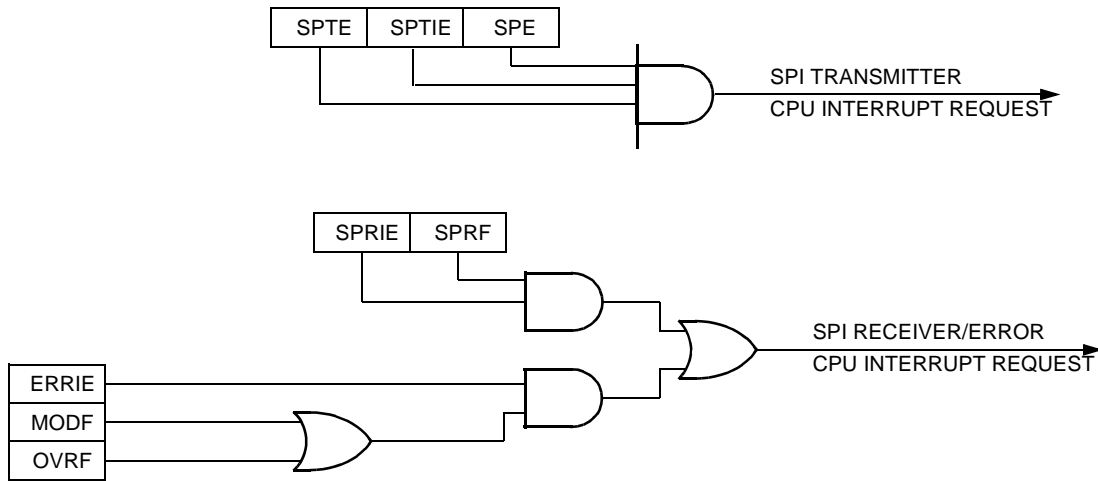 SPTE SPTIE SPE
SPI TRANSMITTER
CPU INTERRUPT REQUEST
SPRIE SPRF
SPI RECEIVER/ERROR
CPU INTERRUPT REQUEST
ERRIE
MODF
OVRF